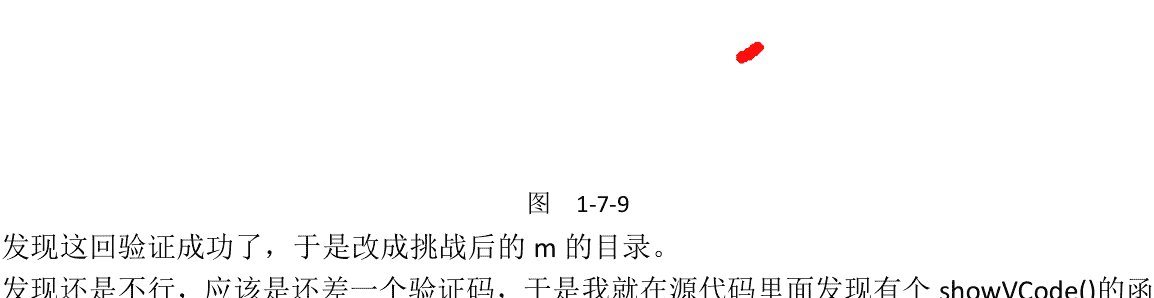 图 1-7-9
发现这回验证成功了，于是改成挑战后的 m 的目录。
发现还是不行，应该是还差一个验证码，于是我就在源代码里面发现有个 showVCode()的函